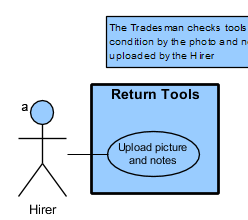 The Tradesman checks tools
condition by the photo and
uploaded by the Hirer
Return Tools
a
Upload picture
and notes
Hirer